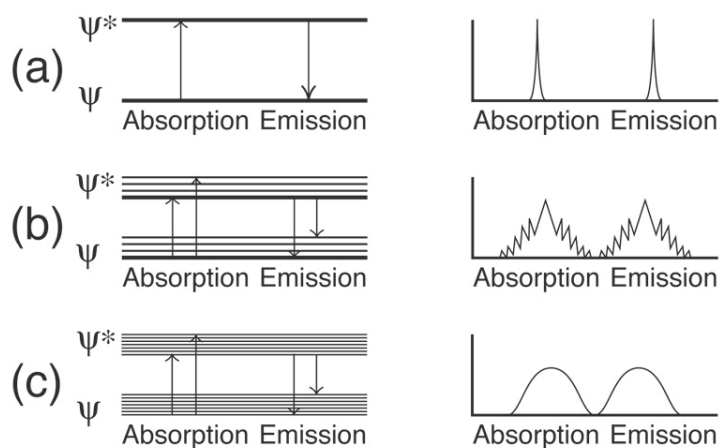 ψ*
(a)
ψ
Absorption Emission
Absorption Emission
ψ*
(b)
ψ
Absorption Emission
Absorption Emission
ψ*
(c)
ψ
Absorption Emission
Absorption Emission